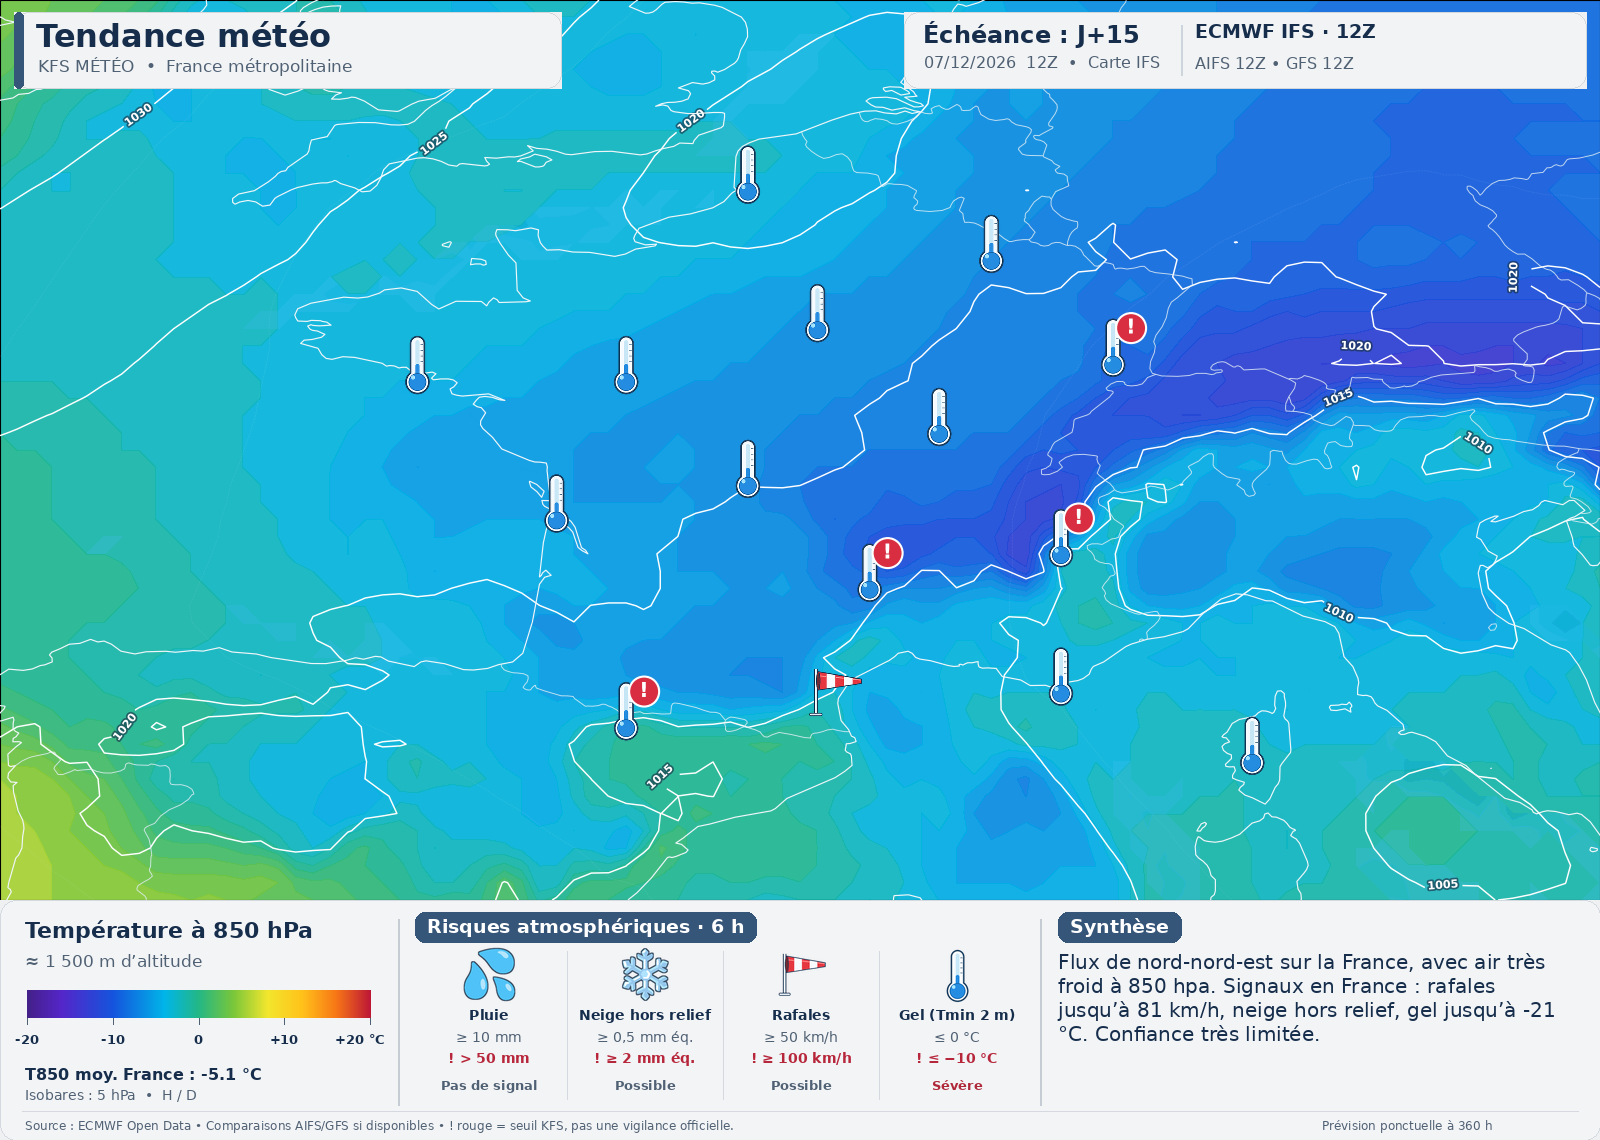 Tendance météo
KFS MÉTÉO • France métropolitaine
Échéance : J+15
07/12/2026 12Z • Carte IFS
ECMWF IFS · 12Z
AIFS 12Z • GFS 12Z
1030
1025
1020
1020
1020
1015
1010
1010
1020
1015
1005
!
!
!
!
Température à 850 hPa
≈ 1 500 m d’altitude
-20 -10 0 +10 +20 °C
T850 moy. France : -5.1 °C
Isobares : 5 hPa • H / D
Risques atmosphériques · 6 h
Pluie
≥ 10 mm
! > 50 mm
Pas de signal
Neige hors relief
≥ 0,5 mm éq.
! ≥ 2 mm éq.
Possible
Rafales
≥ 50 km/h
! ≥ 100 km/h
Possible
Gel (Tmin 2 m)
≤ 0 °C
! ≤ −10 °C
Sévère
Synthèse
Flux de nord-nord-est sur la France, avec air très
froid à 850 hpa. Signaux en France : rafales
jusqu’à 81 km/h, neige hors relief, gel jusqu’à -21
°C. Confiance très limitée.
Source : ECMWF Open Data • Comparaisons AIFS/GFS si disponibles • ! rouge = seuil KFS, pas une vigilance officielle.
Prévision ponctuelle à 360 h